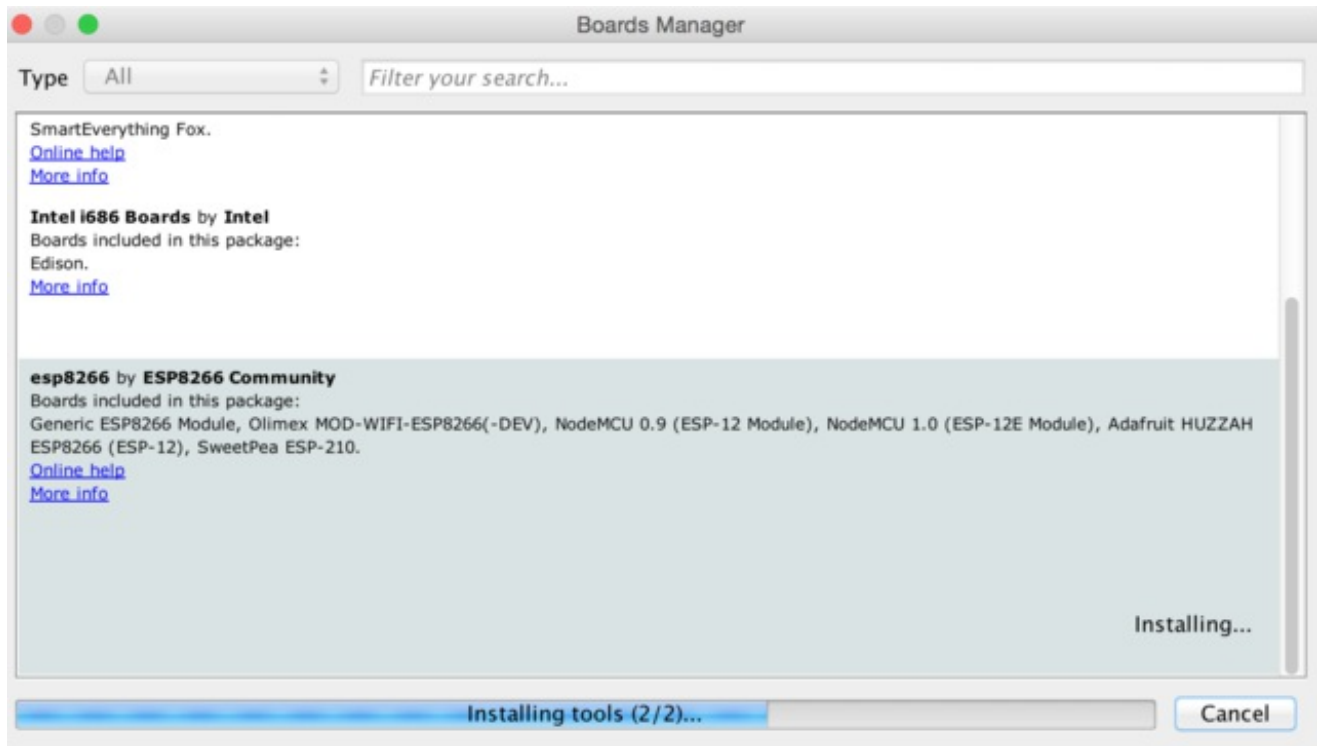 Boards Manager
Type All Filter your search...
SmartEverything Fox.
Online help
More info
Intel i686 Boards by Intel
Boards included in this package:
Edison.
More info
esp8266 by ESP8266 Community
Boards included in this package:
Generic ESP8266 Module, Olimex MOD-WIFI-ESP8266(-DEV), NodeMCU 0.9 (ESP-12 Module), NodeMCU 1.0 (ESP-12E Module), Adafruit HUZZAH
ESP8266 (ESP-12), SweetPea ESP-210.
Online help
More info
Installing...
Installing tools (2/2)... Cancel